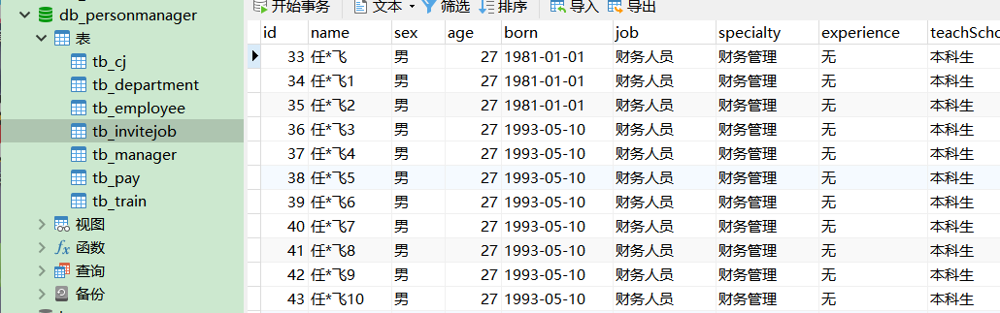 db_personmanager
表
tb_cj
tb_department
tb_employee
tb_invitejob
tb_manager
tb_pay
tb_train
视图
fx 函数
查询
备份
开始事务 文本 筛选 排序 导入 导出
id name sex age born job specialty experience teachScho
33 任*飞 男 27 1981-01-01 财务人员 财务管理 无 本科生
34 任*飞1 男 27 1981-01-01 财务人员 财务管理 无 本科生
35 任*飞2 男 27 1981-01-01 财务人员 财务管理 无 本科生
36 任*飞3 男 27 1993-05-10 财务人员 财务管理 无 本科生
37 任*飞4 男 27 1993-05-10 财务人员 财务管理 无 本科生
38 任*飞5 男 27 1993-05-10 财务人员 财务管理 无 本科生
39 任*飞6 男 27 1993-05-10 财务人员 财务管理 无 本科生
40 任*飞7 男 27 1993-05-10 财务人员 财务管理 无 本科生
41 任*飞8 男 27 1993-05-10 财务人员 财务管理 无 本科生
42 任*飞9 男 27 1993-05-10 财务人员 财务管理 无 本科生
43 任*飞10 男 27 1993-05-10 财务人员 财务管理 无 本科生